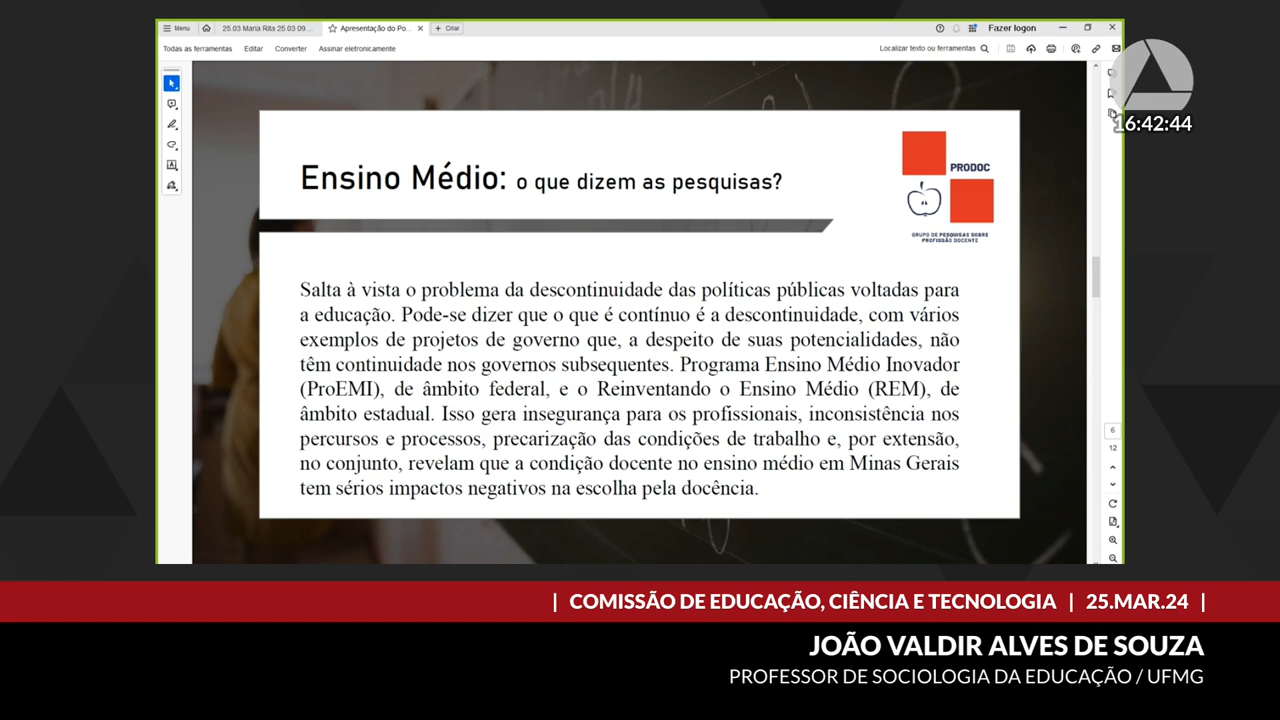 Menu
25.03 Maria Rita 25.03 09...
Apresentação do Po...
Criar
Fazer logon
Todas as ferramentas
Editar
Converter
Assinar eletronicamente
Localizar texto ou ferramentas
16:42:44
Ensino Médio: o que dizem as pesquisas?
PRODOC
GRUPO DE PESQUISAS SOBRE
PROFISSÃO DOCENTE
Salta à vista o problema da descontinuidade das políticas públicas voltadas para
a educação. Pode-se dizer que o que é contínuo é a descontinuidade, com vários
exemplos de projetos de governo que, a despeito de suas potencialidades, não
têm continuidade nos governos subsequentes. Programa Ensino Médio Inovador
(ProEMI), de âmbito federal, e o Reinventando o Ensino Médio (REM), de
âmbito estadual. Isso gera insegurança para os profissionais, inconsistência nos
percursos e processos, precarização das condições de trabalho e, por extensão,
no conjunto, revelam que a condição docente no ensino médio em Minas Gerais
tem sérios impactos negativos na escolha pela docência.
6
12
| COMISSÃO DE EDUCAÇÃO, CIÊNCIA E TECNOLOGIA | 25.MAR.24 |
JOÃO VALDIR ALVES DE SOUZA
PROFESSOR DE SOCIOLOGIA DA EDUCAÇÃO / UFMG